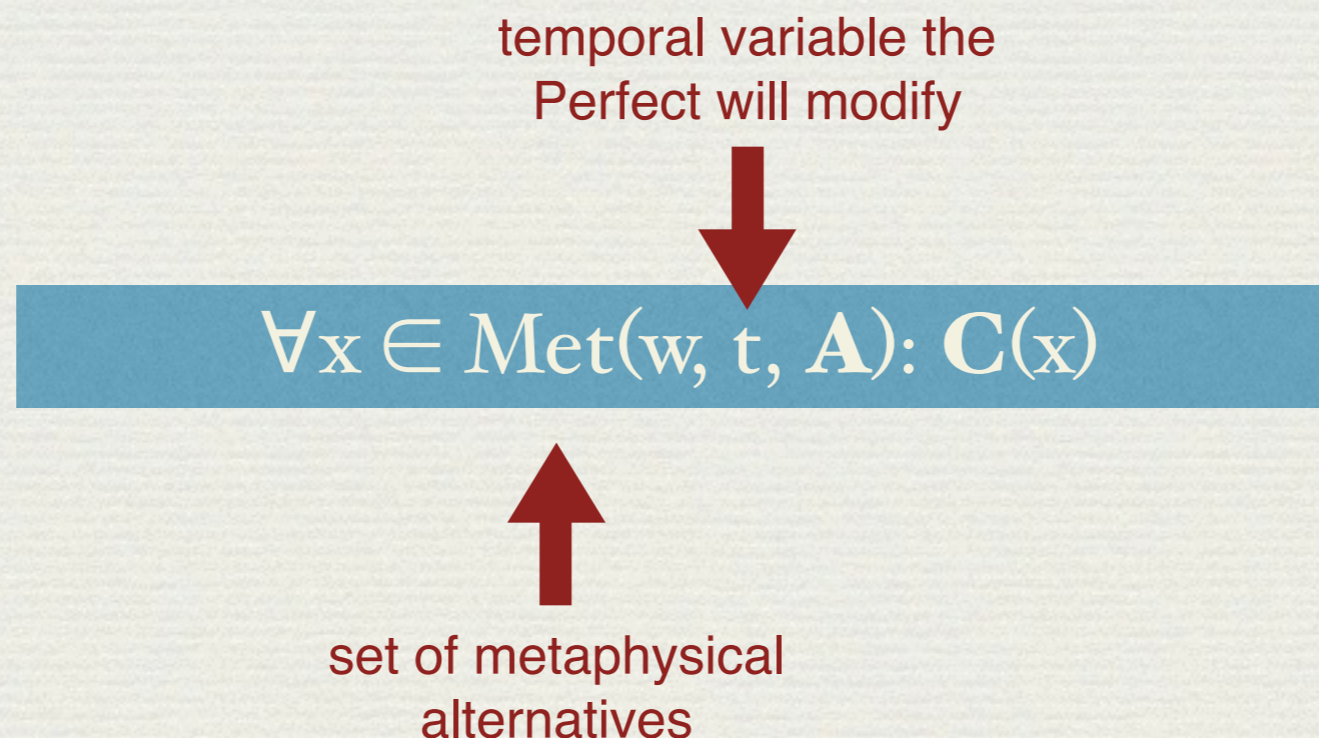 temporal variable the
Perfect will modify
∀x ∈ Met(w, t, A): C(x)
set of metaphysical
alternatives